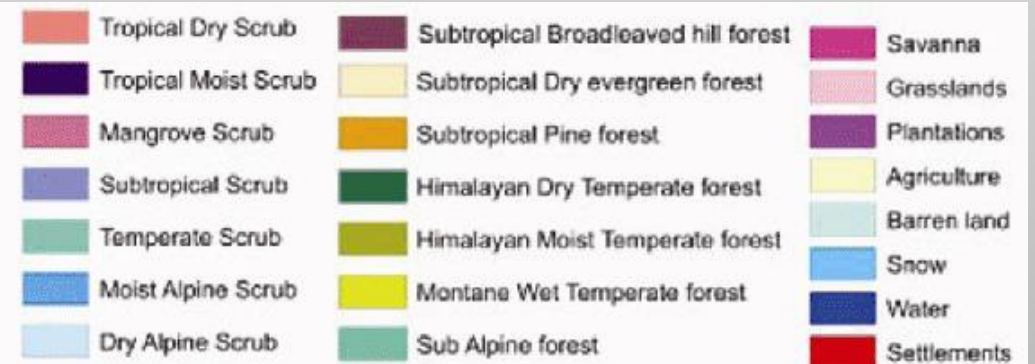 Tropical Dry Scrub
Tropical Moist Scrub
Mangrove Scrub
Subtropical Scrub
Temperate Scrub
Moist Alpine Scrub
Dry Alpine Scrub
Subtropical Broadleaved hill forest
Subtropical Dry evergreen forest
Subtropical Pine forest
Himalayan Dry Temperate forest
Himalayan Moist Temperate forest
Montane Wet Temperate forest
Sub Alpine forest
Savanna
Grasslands
Plantations
Agriculture
Barren land
Snow
Water
Settlements